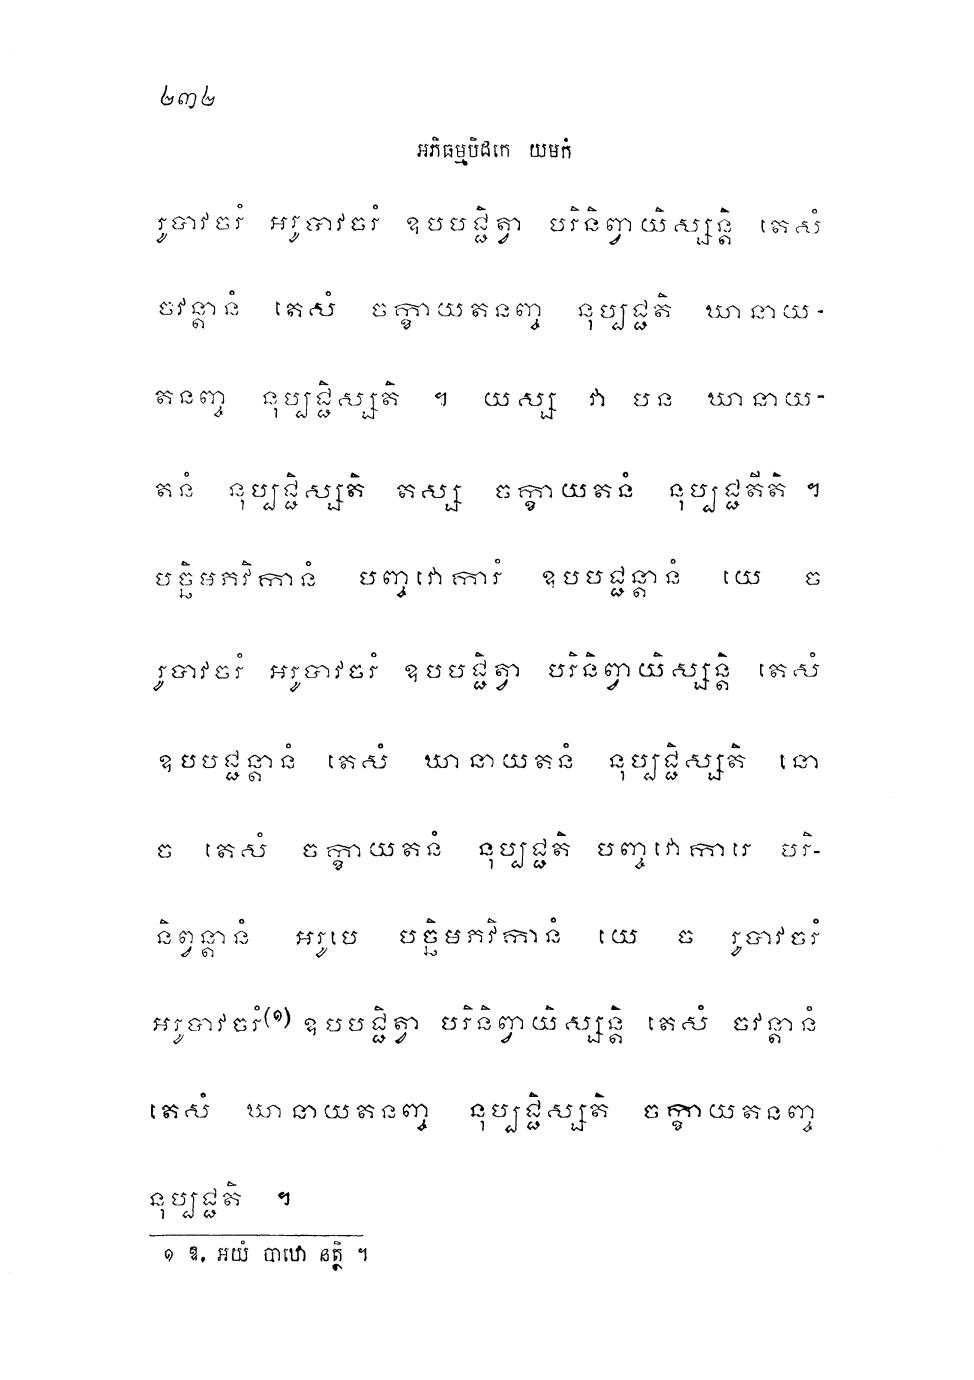 ២៣២
អភិធម្មបិដកេ យមកំ
រូបាវចរំ អរូបាវចរំ ឧបបជ្ជិត្វា បរិនិព្វាយិស្សន្តិ តេសំ
ចវន្តានំ តេសំ ចក្ខាយតនញ្ច នុប្បជ្ជតិ ឃានាយ-
តនញ្ច នុប្បជ្ជិស្សតិ ។ យស្ស វា បន ឃានាយ-
តនំ នុប្បជ្ជិស្សតិ តស្ស ចក្ខាយតនំ នុប្បជ្ជតីតិ ។
បច្ឆិមភវិកានំ បញ្ចវោការំ ឧបបជ្ជន្តានំ យេ ច
រូបាវចរំ អរូបាវចរំ ឧបបជ្ជិត្វា បរិនិព្វាយិស្សន្តិ តេសំ
ឧបបជ្ជន្តានំ តេសំ ឃានាយតនំ នុប្បជ្ជិស្សតិ នោ
ច តេសំ ចក្ខាយតនំ នុប្បជ្ជតិ បញ្ចវោការេ បរិ-
និព្វន្តានំ អរូបេ បច្ឆិមភវិកានំ យេ ច រូបាវចរំ
អរូបាវចរំ(១) ឧបបជ្ជិត្វា បរិនិព្វាយិស្សន្តិ តេសំ ចវន្តានំ
តេសំ ឃានាយតនញ្ច នុប្បជ្ជិស្សតិ ចក្ខាយតនញ្ច
នុប្បជ្ជតិ ។
១ ឱ. អយំ បាឋោ នត្ថិ ។